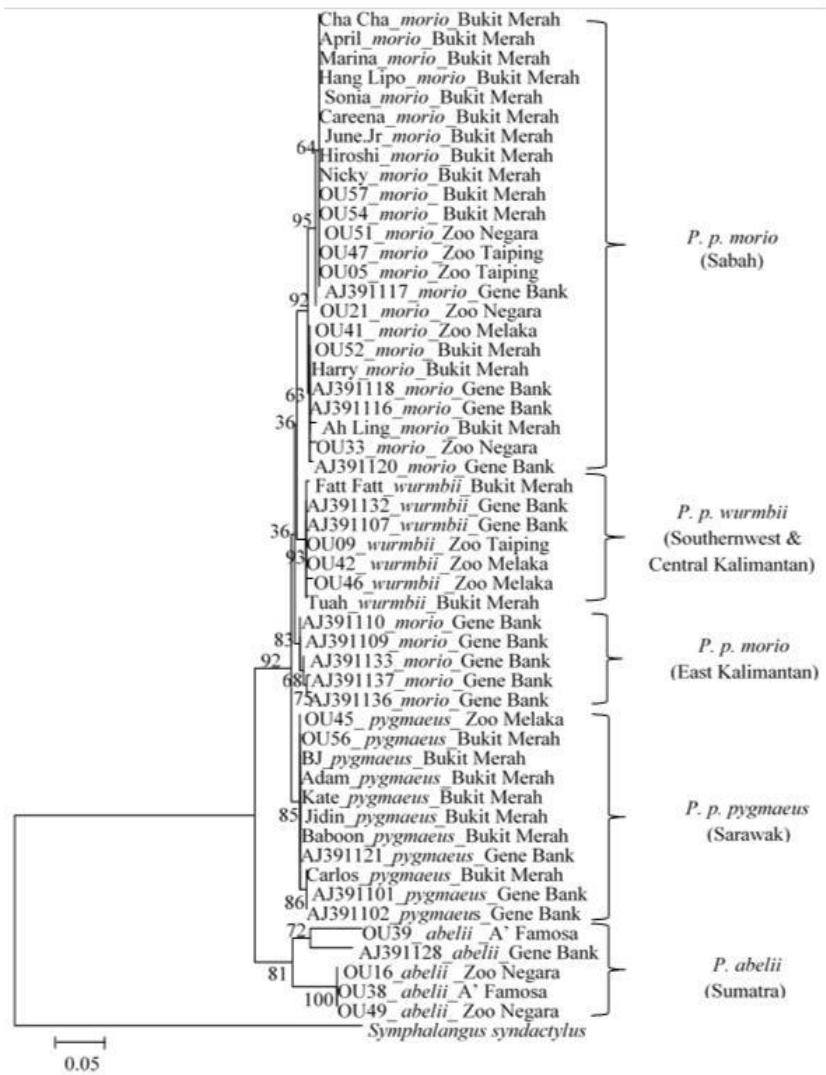 Cha Cha_morio_Bukit Merah
April_morio_Bukit Merah
Marina_morio_Bukit Merah
Hang Lipo_morio_Bukit Merah
Sonia_morio_Bukit Merah
Careena_morio_Bukit Merah
June.Jr_morio_Bukit Merah
64
Hiroshi_morio_Bukit Merah
Nicky_morio_Bukit Merah
OU57_morio_Bukit Merah
OU54_morio_Bukit Merah
95
OU51_morio_Zoo Negara
P. p. morio
OU47_morio_Zoo Taiping
(Sabah)
OU05_morio_Zoo Taiping
AJ391117_morio_Gene Bank
92
OU21_morio_Zoo Negara
OU41_morio_Zoo Melaka
OU52_morio_Bukit Merah
Harry_morio_Bukit Merah
AJ391118_morio_Gene Bank
63
AJ391116_morio_Gene Bank
36
Ah Ling_morio_Bukit Merah
OU33_morio_Zoo Negara
AJ391120_morio_Gene Bank
Fatt Fatt_wurmbii_Bukit Merah
AJ391132_wurmbii_Gene Bank
P. p. wurmbii
AJ391107_wurmbii_Gene Bank
(Southernwest &
36
OU09_wurmbii_Zoo Taiping
93
OU42_wurmbii_Zoo Melaka
Central Kalimantan)
OU46_wurmbii_Zoo Melaka
Tuah_wurmbii_Bukit Merah
AJ391110_morio_Gene Bank
83
AJ391109_morio_Gene Bank
P. p. morio
92
AJ391133_morio_Gene Bank
(East Kalimantan)
68
AJ391137_morio_Gene Bank
75
AJ391136_morio_Gene Bank
OU45_pygmaeus_Zoo Melaka
OU56_pygmaeus_Bukit Merah
BJ_pygmaeus_Bukit Merah
Adam_pygmaeus_Bukit Merah
Kate_pygmaeus_Bukit Merah
P. p. pygmaeus
85
Jidin_pygmaeus_Bukit Merah
(Sarawak)
Baboon_pygmaeus_Bukit Merah
AJ391121_pygmaeus_Gene Bank
Carlos_pygmaeus_Bukit Merah
AJ391101_pygmaeus_Gene Bank
86
AJ391102_pygmaeus_Gene Bank
72
OU39_abelii_A' Famosa
AJ391128_abelii_Gene Bank
P. abelii
81
OU16_abelii_Zoo Negara
(Sumatra)
100
OU38_abelii_A' Famosa
OU49_abelii_Zoo Negara
Symphalangus syndactylus
0.05